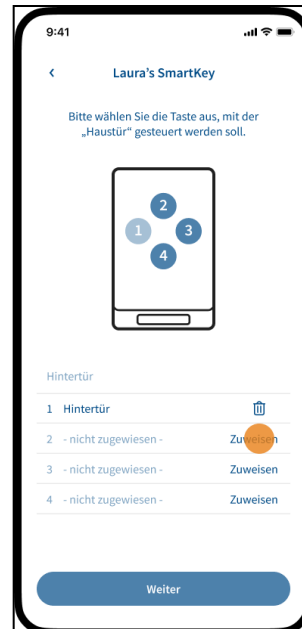 9:41
Laura’s SmartKey
Bitte wählen Sie die Taste aus, mit der
„Haustür“ gesteuert werden soll.
2
1 3
4
Hintertür
1 Hintertür
2 - nicht zugewiesen - Zuweisen
3 - nicht zugewiesen - Zuweisen
4 - nicht zugewiesen - Zuweisen
Weiter